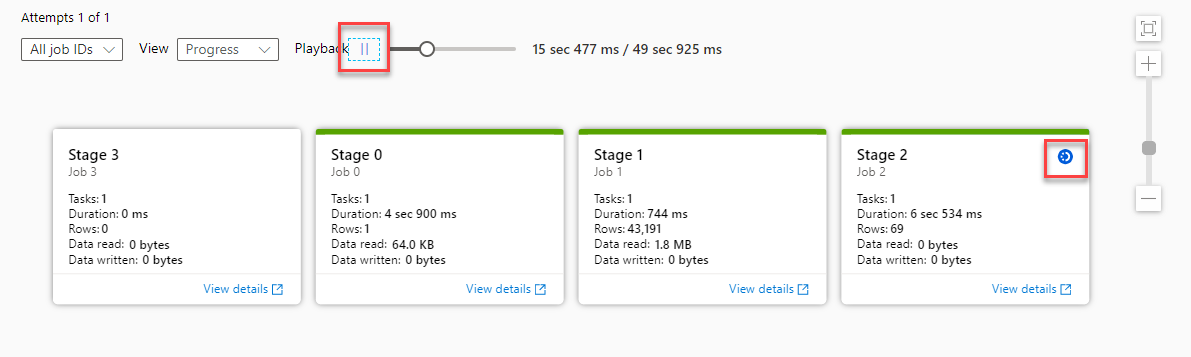 Attempts 1 of 1
All job IDs View Progress Playback 15 sec 477 ms / 49 sec 925 ms
Stage 3
Job 3
Tasks: 1
Duration: 0 ms
Rows: 0
Data read: 0 bytes
Data written: 0 bytes
View details
Stage 0
Job 0
Tasks: 1
Duration: 4 sec 900 ms
Rows: 1
Data read: 64.0 KB
Data written: 0 bytes
View details
Stage 1
Job 1
Tasks: 1
Duration: 744 ms
Rows: 43,191
Data read: 1.8 MB
Data written: 0 bytes
View details
Stage 2
Job 2
Tasks: 1
Duration: 6 sec 534 ms
Rows: 69
Data read: 0 bytes
Data written: 0 bytes
View details